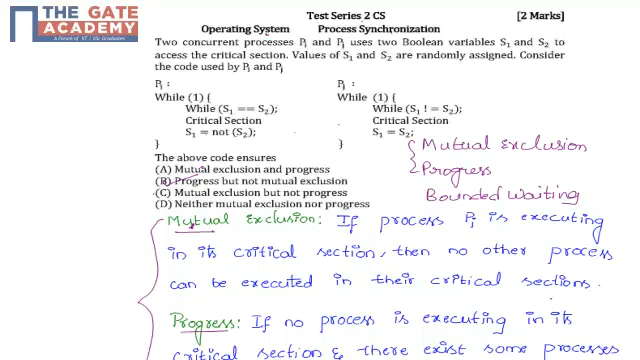 THE GATE ACADEMY
A Forum of IIT / IISc Graduates
Test Series 2 CS [2 Marks]
Operating System Process Synchronization
Two concurrent processes Pi and Pj uses two Boolean variables S1 and S2 to
access the critical section. Values of S1 and S2 are randomly assigned. Consider
the code used by Pi and Pj
Pi : Pj :
While (1) { While (1) {
While (S1 == S2); While (S1 != S2);
Critical Section Critical Section
S1 = not (S2); S1 = S2);
} }
Mutual Exclusion
The above code ensures
(A) Mutual exclusion and progress
Progress
(B) Progress but not mutual exclusion
Bounded Waiting
(C) Mutual exclusion but not progress
(D) Neither mutual exclusion nor progress
Mutual Exclusion: If process Pi is executing
in its critical section, then no other process
can be executed in their critical sections.
Progress: If no process is executing in its
critical section & there exist some processes